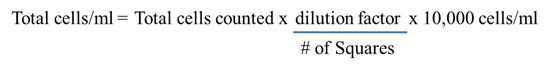 Total cells/ml = Total cells counted x dilution factor x 10,000 cells/ml
# of Squares